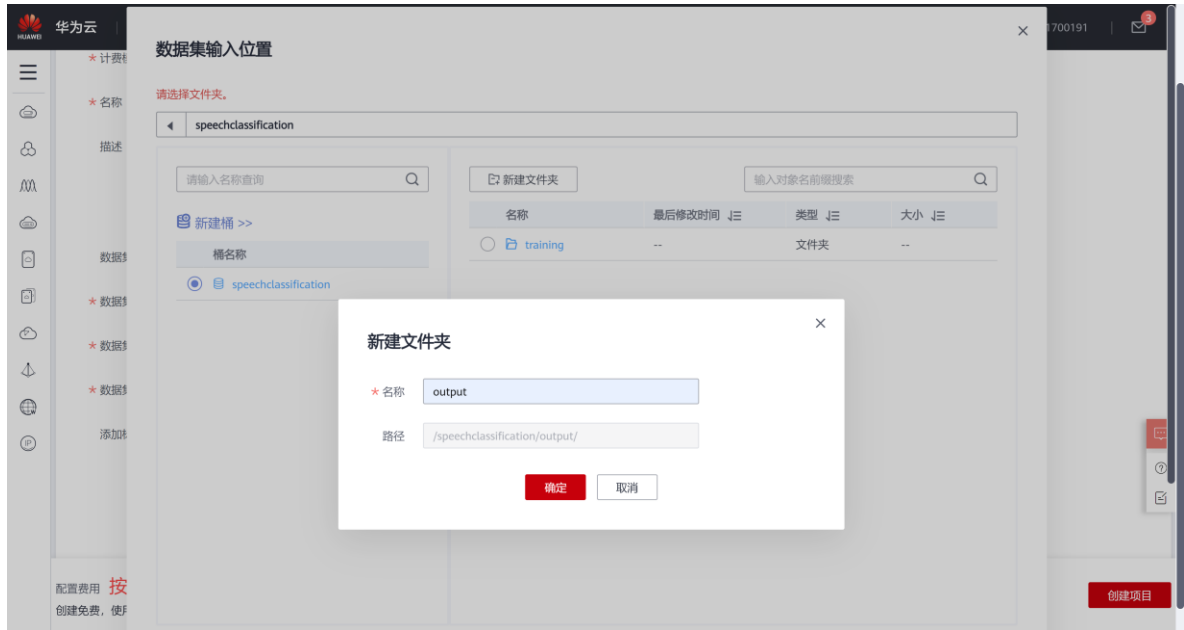 HUAWEI
华为云
1700191
3
数据集输入位置
* 计费
请选择文件夹。
* 名称
speechclassification
描述
请输入名称查询
新建文件夹
输入对象名前缀搜索
新建桶 >>
名称
最后修改时间
类型
大小
桶名称
training
--
文件夹
--
数据
speechclassification
* 数据
新建文件夹
* 数据
* 名称
output
* 数据
路径
/speechclassification/output/
添加
确定
取消
配置费用
按
创建免费，使
创建项目